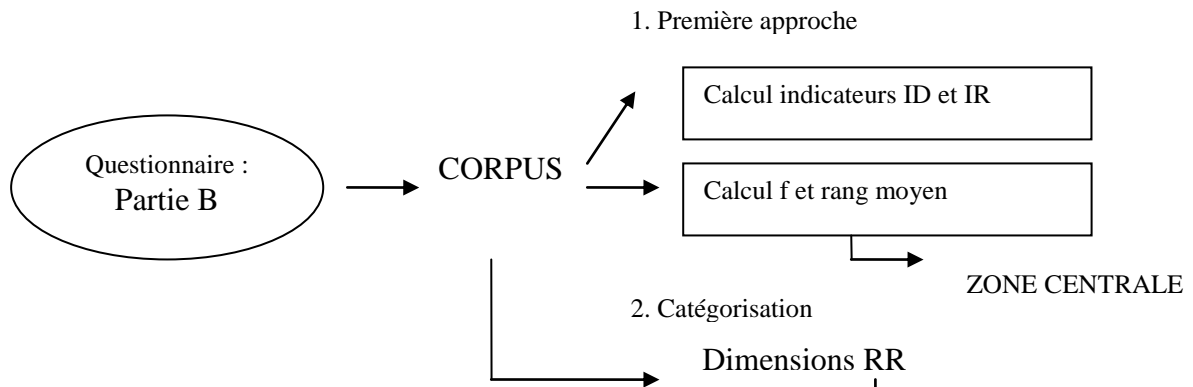 1. Première approche
Calcul indicateurs ID et IR
Questionnaire :
Partie B
CORPUS
Calcul f et rang moyen
ZONE CENTRALE
2. Catégorisation
Dimensions RR